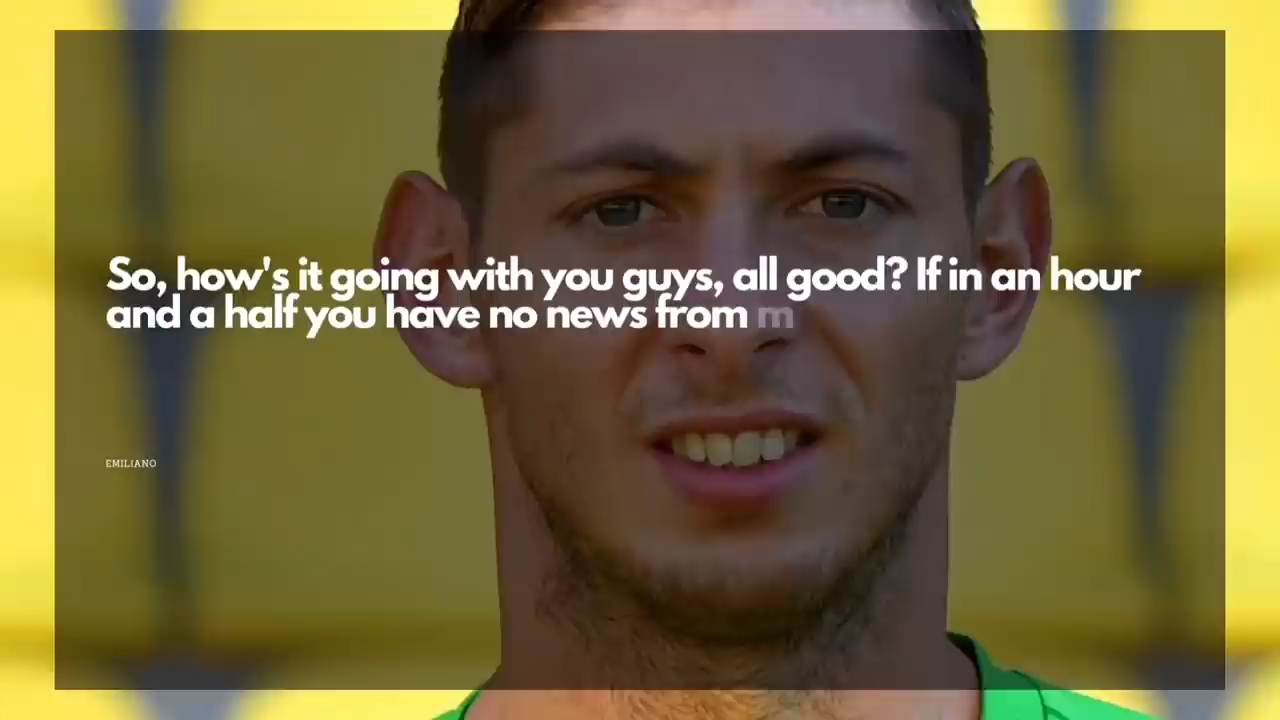 So, how's it going with you guys, all good? If in an hour
and a half you have no news from m
EMILIANO